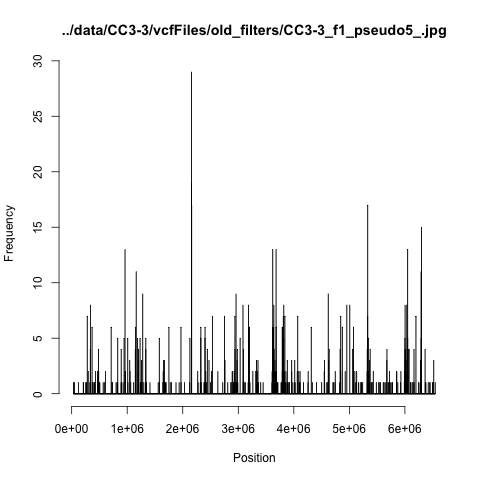 ../data/CC3-3/vcfFiles/old_filters/CC3-3_f1_pseudo5_.jpg
30
25
20
15
10
5
0
Frequency
0e+00 1e+06 2e+06 3e+06 4e+06 5e+06 6e+06
Position